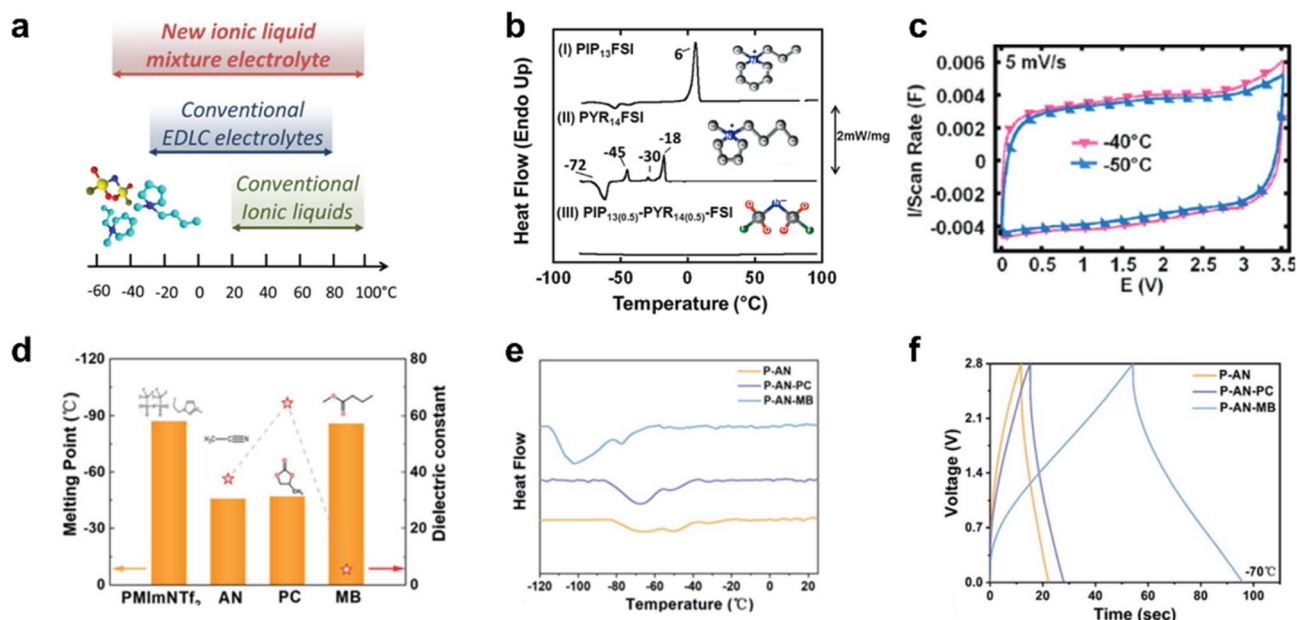 a
New ionic liquid
mixture electrolyte
Conventional
EDLC electrolytes
Conventional
Ionic liquids
-60 -40 -20 0 20 40 60 80 100°C
b
Heat Flow (Endo Up)
(I) PIP13FSI
6
(II) PYR14FSI
-72 -45 -30 -18
(III) PIP13(0.5)-PYR14(0.5)-FSI
2mW/mg
-100 -50 0 50 100
Temperature (°C)
c
5 mV/s
I/Scan Rate (F)
0.006
0.004
0.002
0
-0.002
-0.004
-40°C
-50°C
0 0.5 1 1.5 2 2.5 3 3.5
E (V)
d
Melting Point (℃)
-120
-90
-60
-30
0
H3C C N
O
O O
CH3
O
O
80
60
40
20
0
Dielectric constant
PMImNTf2 AN PC MB
e
Heat Flow
P-AN
P-AN-PC
P-AN-MB
-120 -100 -80 -60 -40 -20 0 20
Temperature (℃)
f
Voltage (V)
2.8
2.1
1.4
0.7
0.0
P-AN
P-AN-PC
P-AN-MB
-70℃
0 20 40 60 80 100
Time (sec)